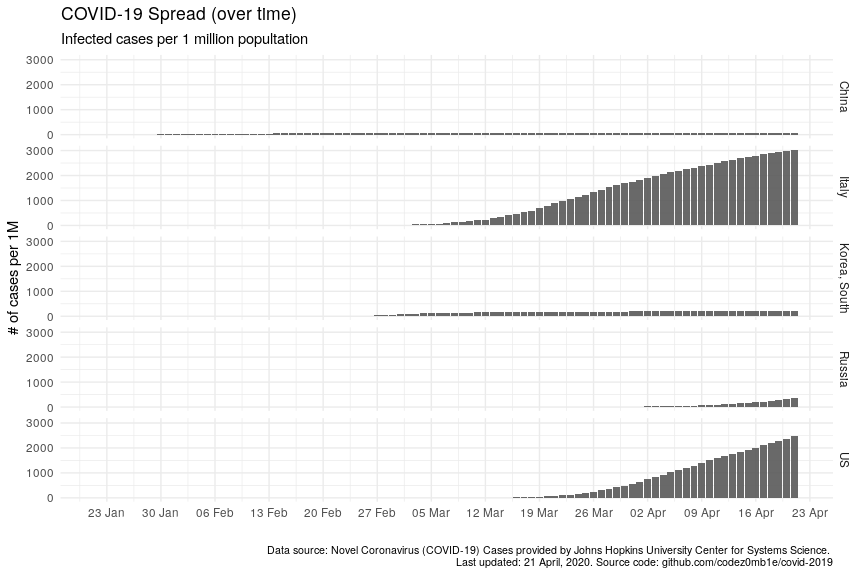 COVID-19 Spread (over time)
Infected cases per 1 million popultation
# of cases per 1M
3000
2000
1000
0
China
3000
2000
1000
0
Italy
3000
2000
1000
0
Korea, South
3000
2000
1000
0
Russia
3000
2000
1000
0
US
23 Jan 30 Jan 06 Feb 13 Feb 20 Feb 27 Feb 05 Mar 12 Mar 19 Mar 26 Mar 02 Apr 09 Apr 16 Apr 23 Apr
Data source: Novel Coronavirus (COVID-19) Cases provided by Johns Hopkins University Center for Systems Science.
Last updated: 21 April, 2020. Source code: github.com/codez0mb1e/covid-2019